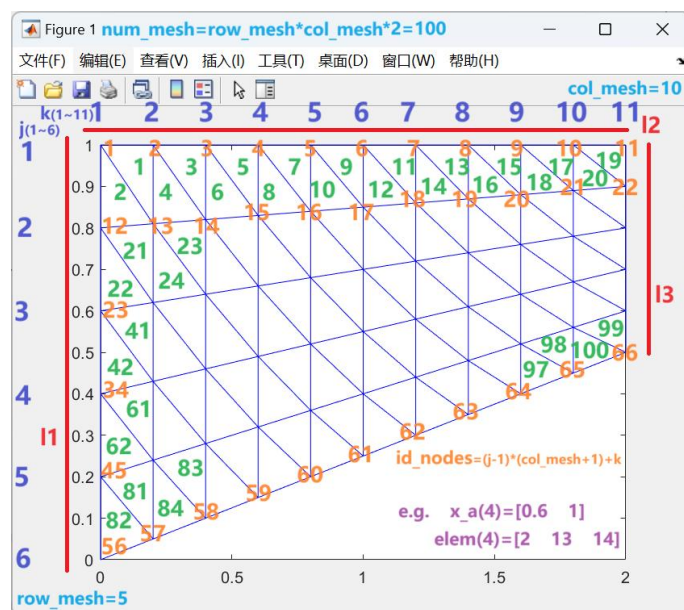 Figure 1 num_mesh=row_mesh*col_mesh*2=100
文件(F) 编辑(E) 查看(V) 插入(I) 工具(T) 桌面(D) 窗口(W) 帮助(H)
col_mesh=10
k(1~11) 1 2 3 4 5 6 7 8 9 10 11
j(1~6) l2
1 1 1 2 3 4 5 6 7 8 9 10 11
1 3 5 7 9 11 13 15 17 19
0.9 2 4 6 8 10 12 14 16 18 20
15 16 17 18 19 20 21 22
2 0.8 12 13 14
21 23
0.7 22 24
l3
3 0.6 23
41 99
0.5 42 98 100 66
97 65
4 0.4 34 64
61 63
l1 0.3 62 62
83 61 id_nodes=(j-1)*(col_mesh+1)+k
5 0.2 45 60
81 84 59
0.1 82 58 e.g. x_a(4)=[0.6 1]
57 elem(4)=[2 13 14]
6 0 56
0 0.5 1 1.5 2
row_mesh=5